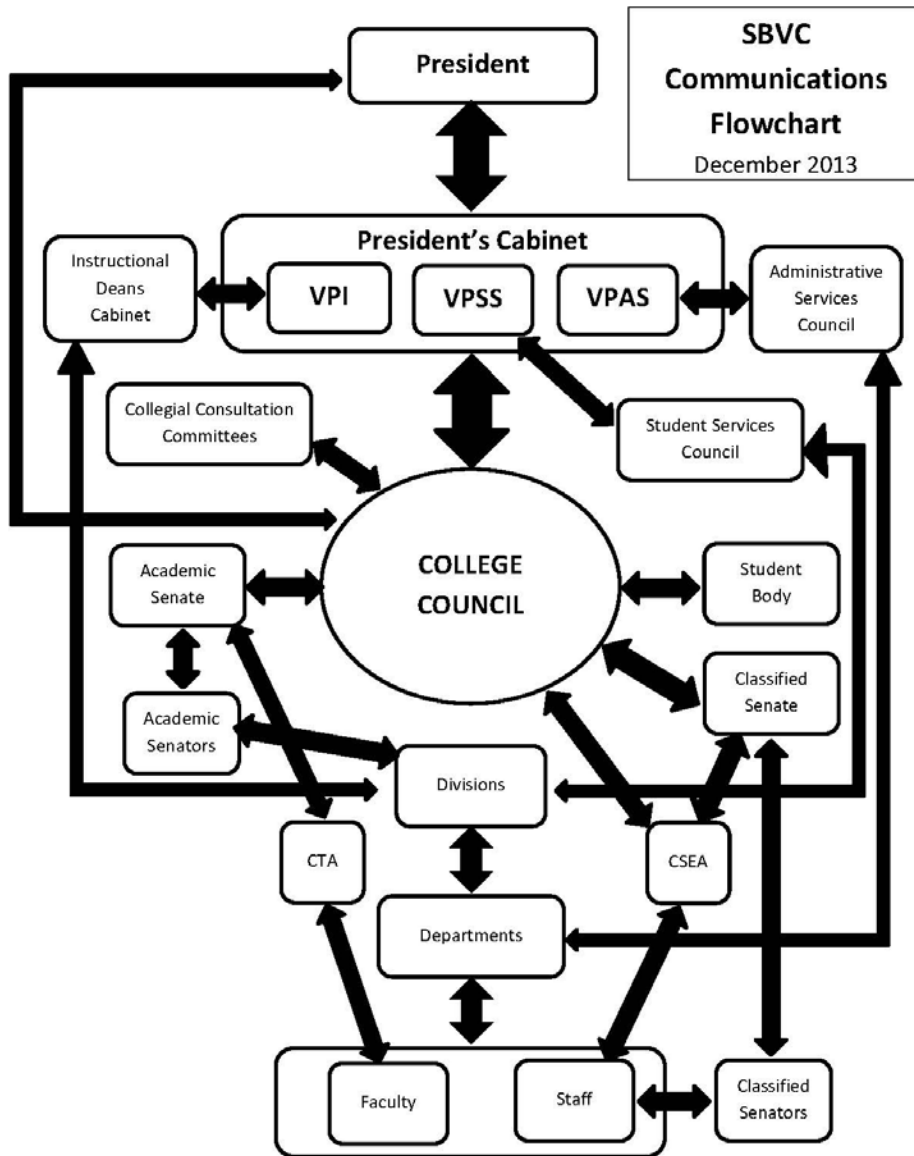 President
SBVC
Communications
Flowchart
December 2013
President's Cabinet
Instructional
Deans
Cabinet
VPI
VPSS
VPAS
Administrative
Services
Council
Collegial Consultation
Committees
Student Services
Council
COLLEGE
COUNCIL
Academic
Senate
Student
Body
Academic
Senators
Classified
Senate
Divisions
CTA
CSEA
Departments
Faculty
Staff
Classified
Senators